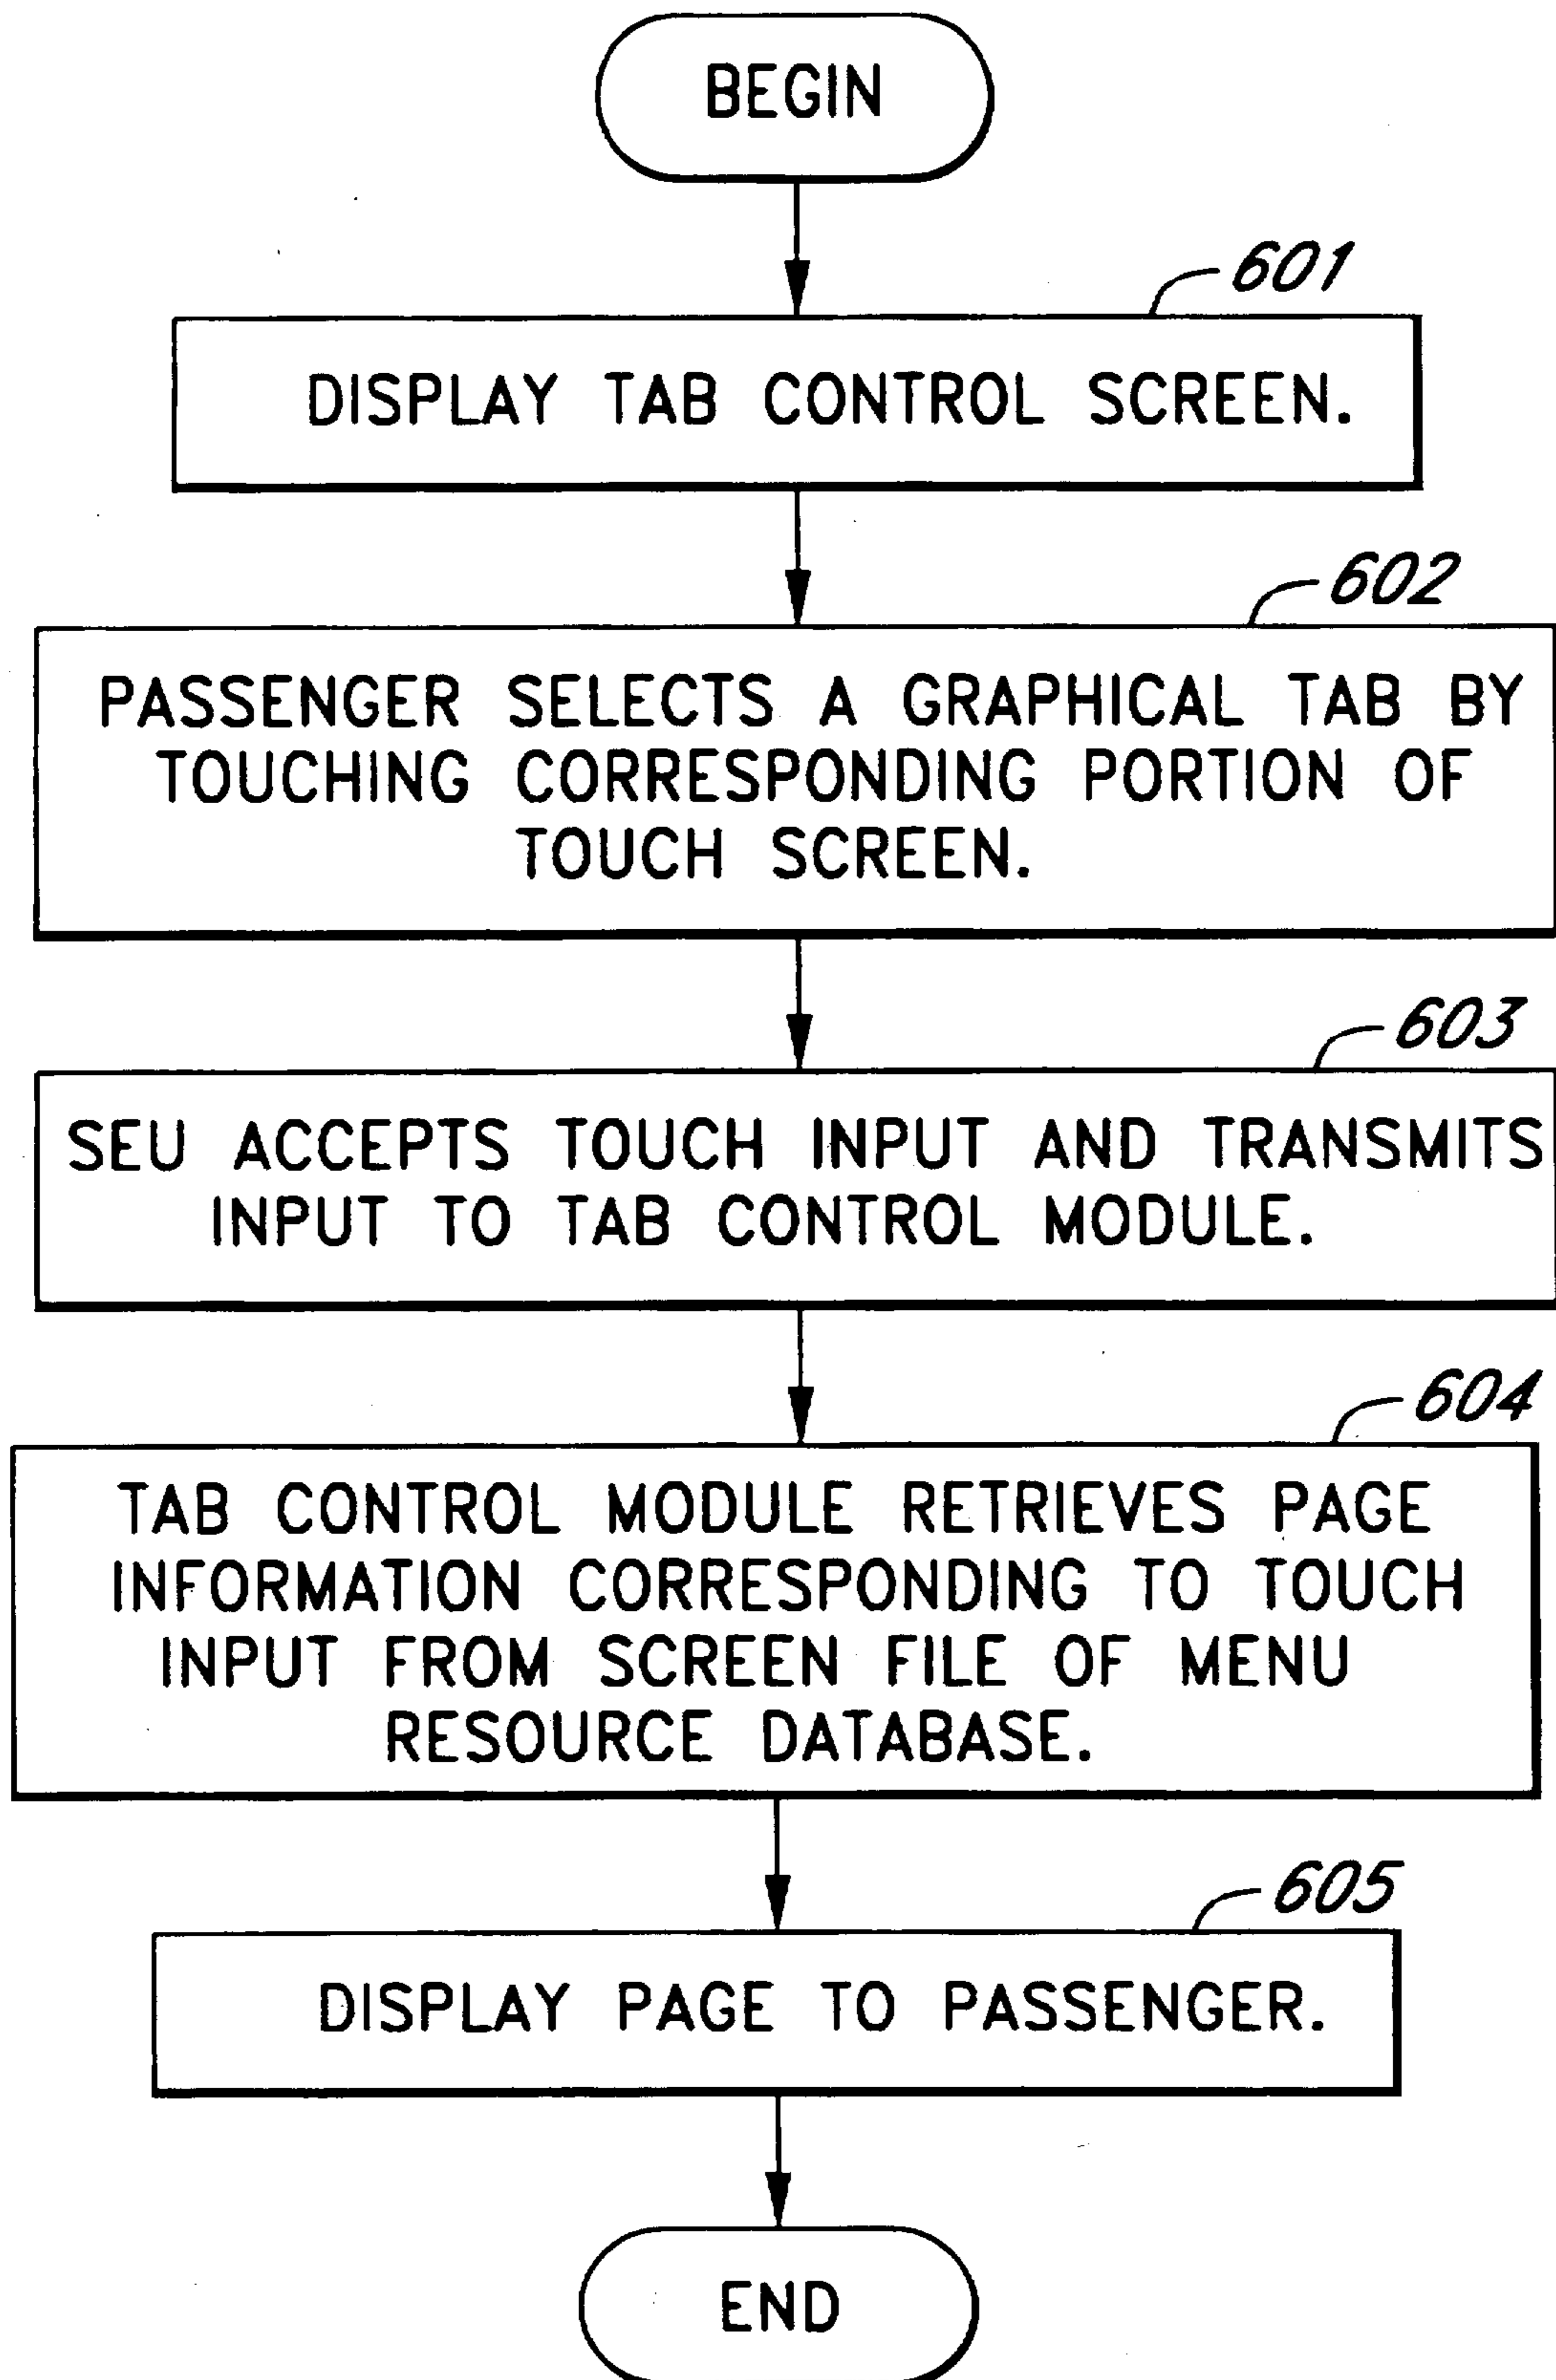 BEGIN
601
DISPLAY TAB CONTROL SCREEN.
602
PASSENGER SELECTS A GRAPHICAL TAB BY
TOUCHING CORRESPONDING PORTION OF
TOUCH SCREEN.
603
SEU ACCEPTS TOUCH INPUT AND TRANSMITS
INPUT TO TAB CONTROL MODULE.
604
TAB CONTROL MODULE RETRIEVES PAGE
INFORMATION CORRESPONDING TO TOUCH
INPUT FROM SCREEN FILE OF MENU
RESOURCE DATABASE.
605
DISPLAY PAGE TO PASSENGER.
END